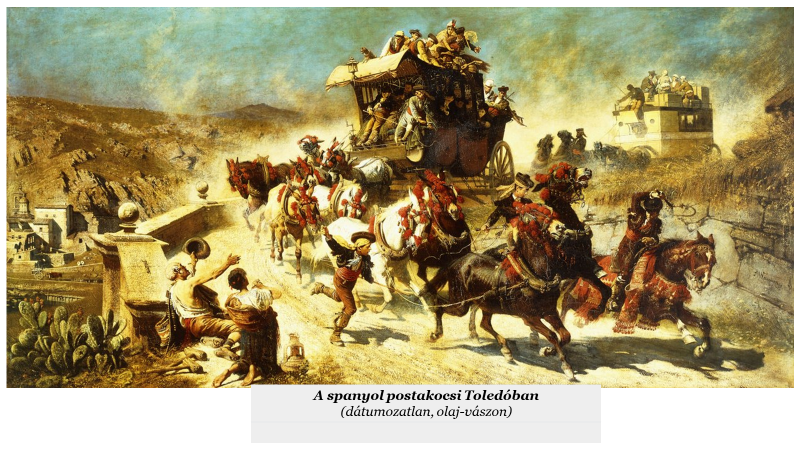 A spanyol postakocsi Toledóban
(dátumozatlan, olaj-vászon)